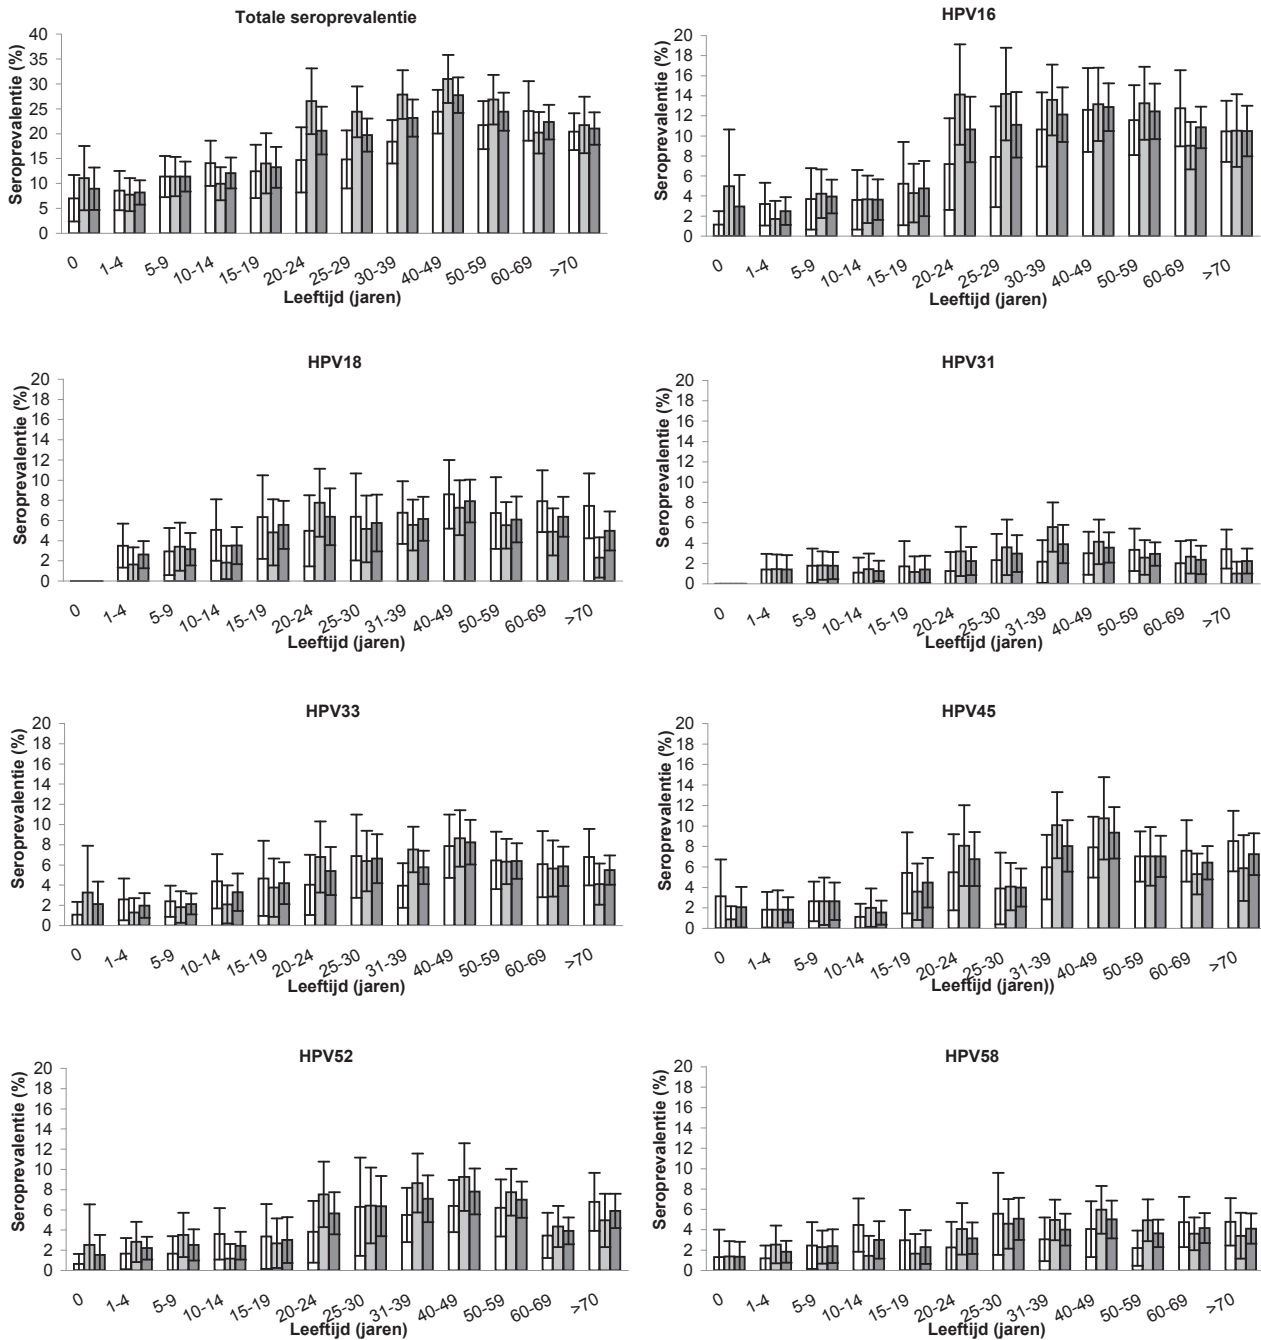 Totale seroprevalentie
Seroprevalentie (%)
40
35
30
25
20
15
10
5
0
0 1-4 5-9 10-14 15-19 20-24 25-29 30-39 40-49 50-59 60-69 >70
Leeftijd (jaren)
HPV16
Seroprevalentie (%)
20
18
16
14
12
10
8
6
4
2
0
0 1-4 5-9 10-14 15-19 20-24 25-29 30-39 40-49 50-59 60-69 >70
Leeftijd (jaren)
HPV18
Seroprevalentie (%)
20
18
16
14
12
10
8
6
4
2
0
0 1-4 5-9 10-14 15-19 20-24 25-30 31-39 40-49 50-59 60-69 >70
Leeftijd (jaren)
HPV31
Seroprevalentie (%)
20
18
16
14
12
10
8
6
4
2
0
0 1-4 5-9 10-14 15-19 20-24 25-30 31-39 40-49 50-59 60-69 >70
Leeftijd (jaren)
HPV33
Seroprevalentie (%)
20
18
16
14
12
10
8
6
4
2
0
0 1-4 5-9 10-14 15-19 20-24 25-30 31-39 40-49 50-59 60-69 >70
Leeftijd (jaren)
HPV45
Seroprevalentie (%)
20
18
16
14
12
10
8
6
4
2
0
0 1-4 5-9 10-14 15-19 20-24 25-30 31-39 40-49 50-59 60-69 >70
Leeftijd (jaren))
HPV52
Seroprevalentie (%)
20
18
16
14
12
10
8
6
4
2
0
0 1-4 5-9 10-14 15-19 20-24 25-30 31-39 40-49 50-59 60-69 >70
Leeftijd (jaren)
HPV58
Seroprevalentie (%)
20
18
16
14
12
10
8
6
4
2
0
0 1-4 5-9 10-14 15-19 20-24 25-30 31-39 40-49 50-59 60-69 >70
Leeftijd (jaren)